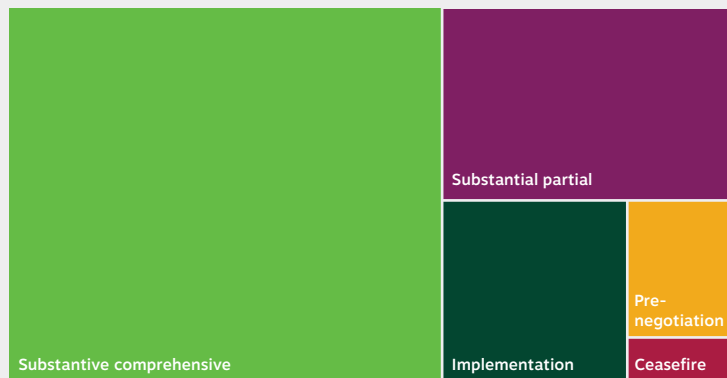 Substantial partial
Pre-
negotiation
Substantive comprehensive
Implementation
Ceasefire